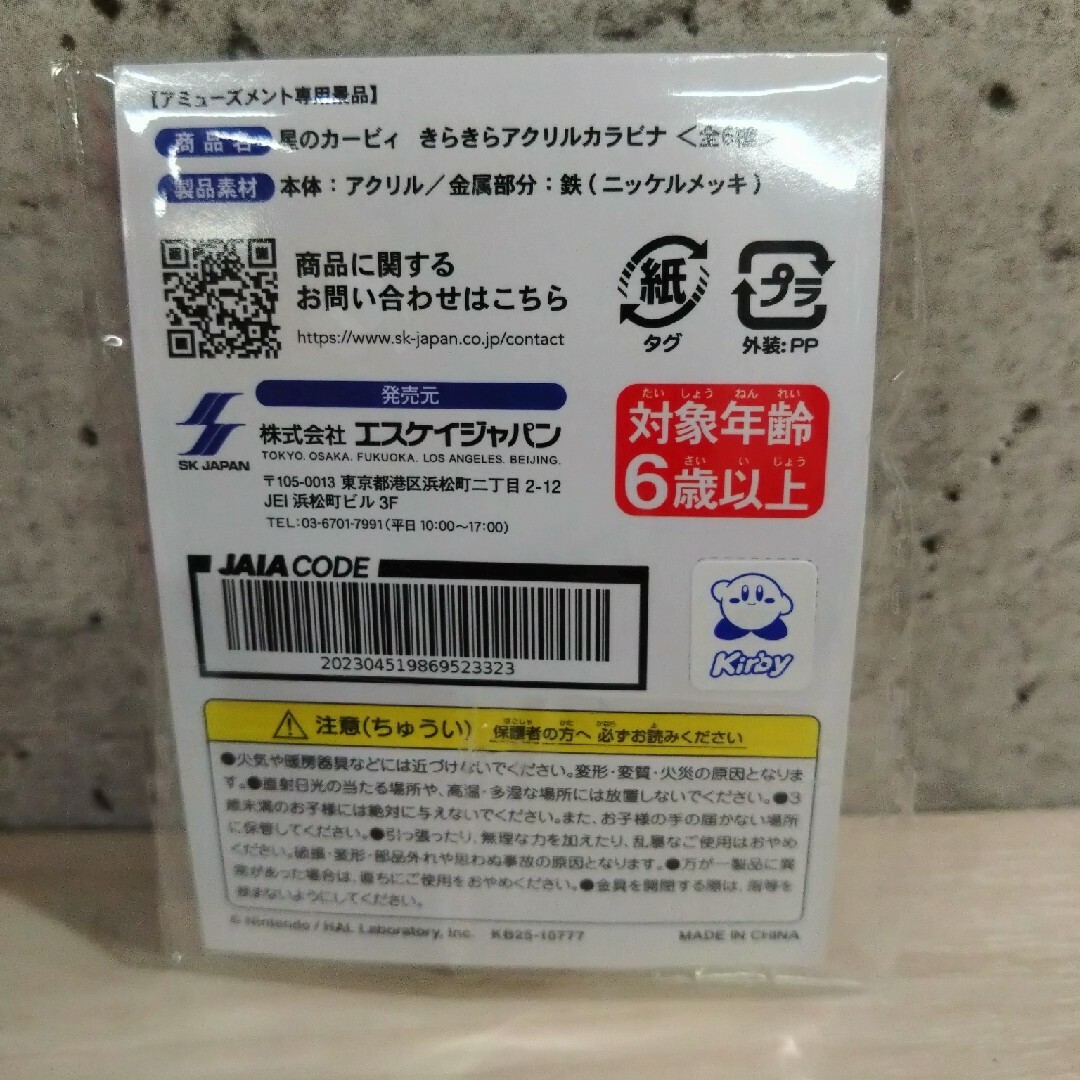 【アミューズメント専用景品】
商品名 星のカービィ きらきらアクリルカラビナ <全6種>
製品素材 本体:アクリル/金属部分:鉄(ニッケルメッキ)
商品に関する
お問い合わせはこちら
https://www.sk-japan.co.jp/contact
紙
タグ
プラ
外装:PP
SK JAPAN
発売元
株式会社 エスケイジャパン
TOKYO. OSAKA. FUKUOKA. LOS ANGELES. BEIJING.
〒105-0013 東京都港区浜松町二丁目2-12
JEI 浜松町ビル 3F
TEL:03-6701-7991(平日 10:00〜17:00)
たいしょうねんれい
対象年齢
さいいじょう
6歳以上
JAIA CODE
202304519869523323
Kirby
注意(ちゅうい) 保護者の方へ 必ずお読みください
●火気や暖房器具などには近づけないでください。変形・変質・火災の原因となりま
す。●直射日光の当たる場所や、高温・多湿な場所には放置しないでください。●3
歳未満のお子様には絶対に与えないでください。また、お子様の手の届かない場所
に保管してください。●引っ張ったり、無理な力を加えたり、乱暴なご使用はおやめ
ください。破損・変形・部品外れや思わぬ事故の原因となります。●万が一製品に異
常があった場合は、直ちにご使用をおやめください。●金具を開閉する際は、指等を
挟まないようにしてください。
© Nintendo / HAL Laboratory, Inc. KB25-10777 MADE IN CHINA